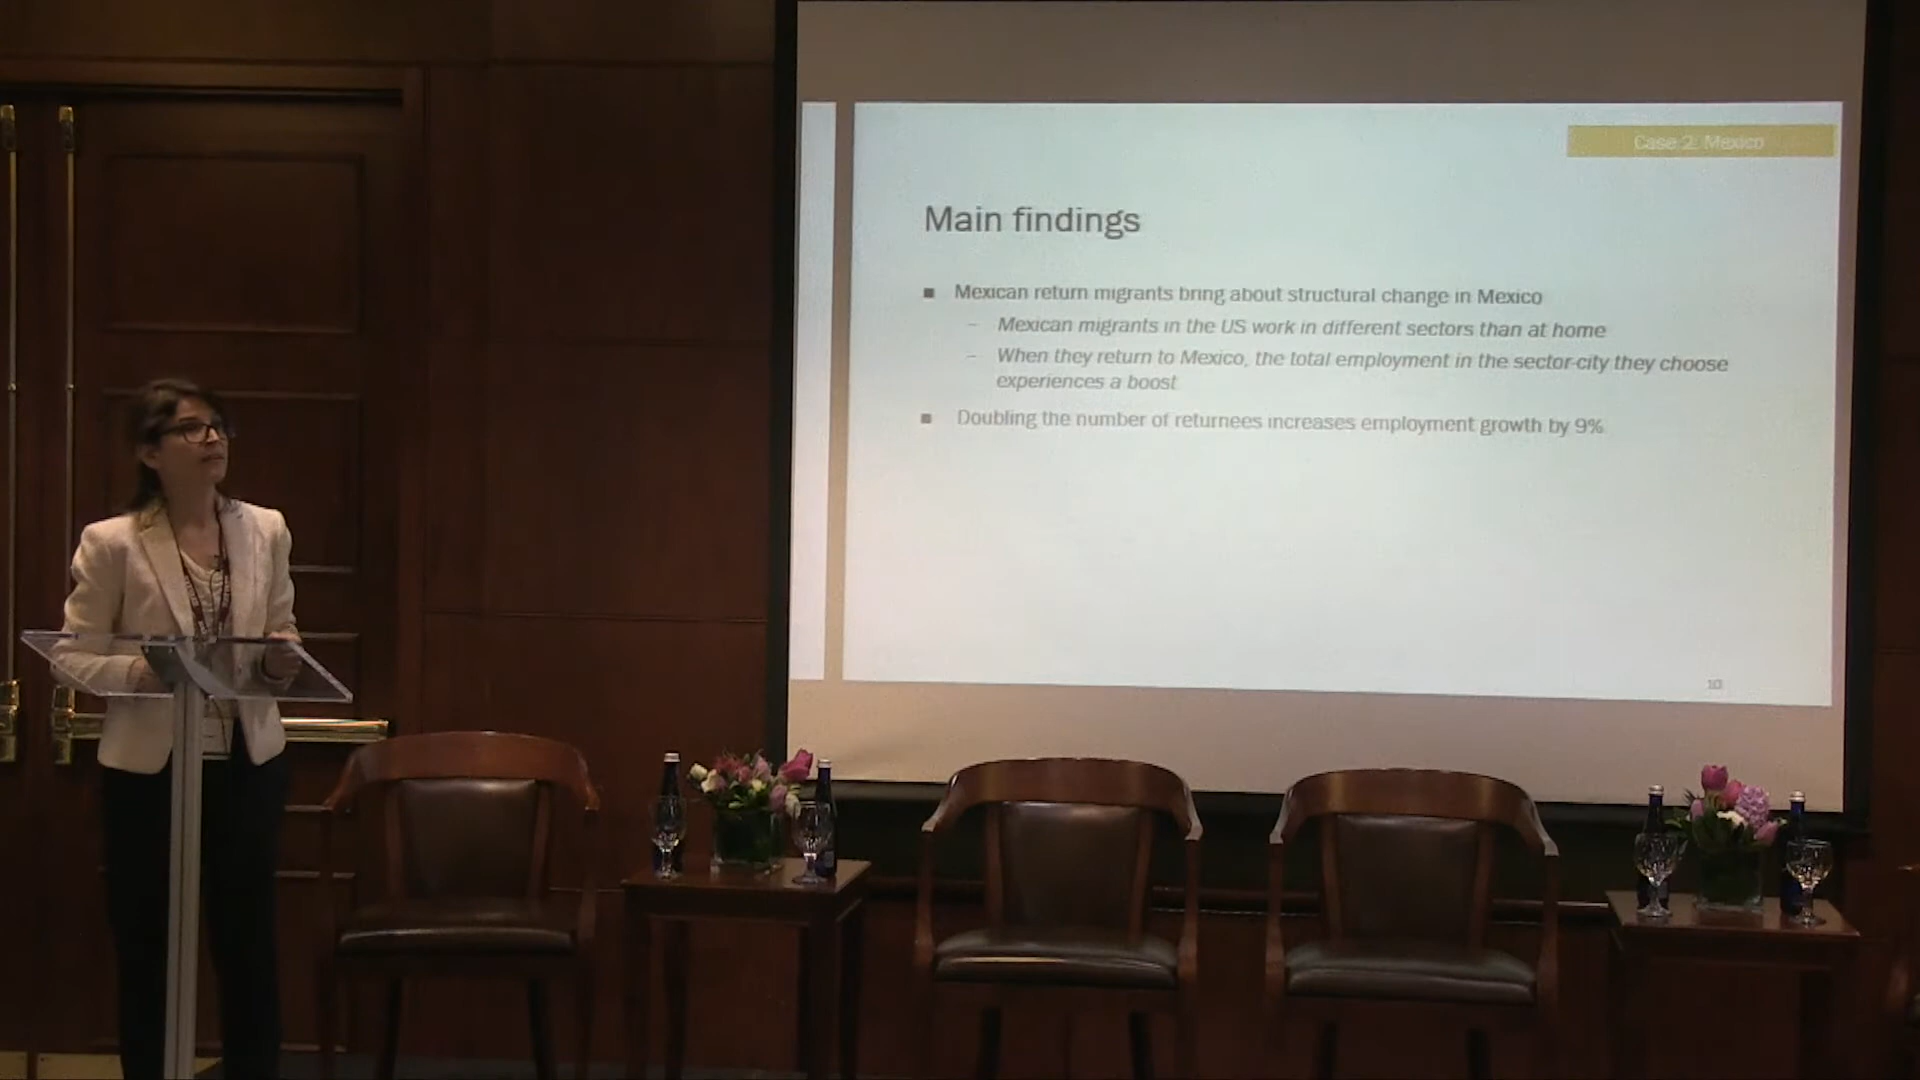 Case 2: Mexico
Main findings
Mexican return migrants bring about structural change in Mexico
– Mexican migrants in the US work in different sectors than at home
– When they return to Mexico, the total employment in the sector-city they choose
experiences a boost
Doubling the number of returnees increases employment growth by 9%
10